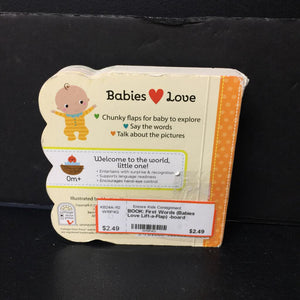 Babies Love
Chunky flaps for baby to explore
Say the words
Talk about the pictures
Welcome to the world,
little one!
Entertains with surprise & recognition
Supports language readiness
Encourages hand-eye control
0m+
Illustrated by
Encore Kids Consignment
BOOK: First Words (Babies
Love Lift-a-Flap) -board
$2.49
$2.49